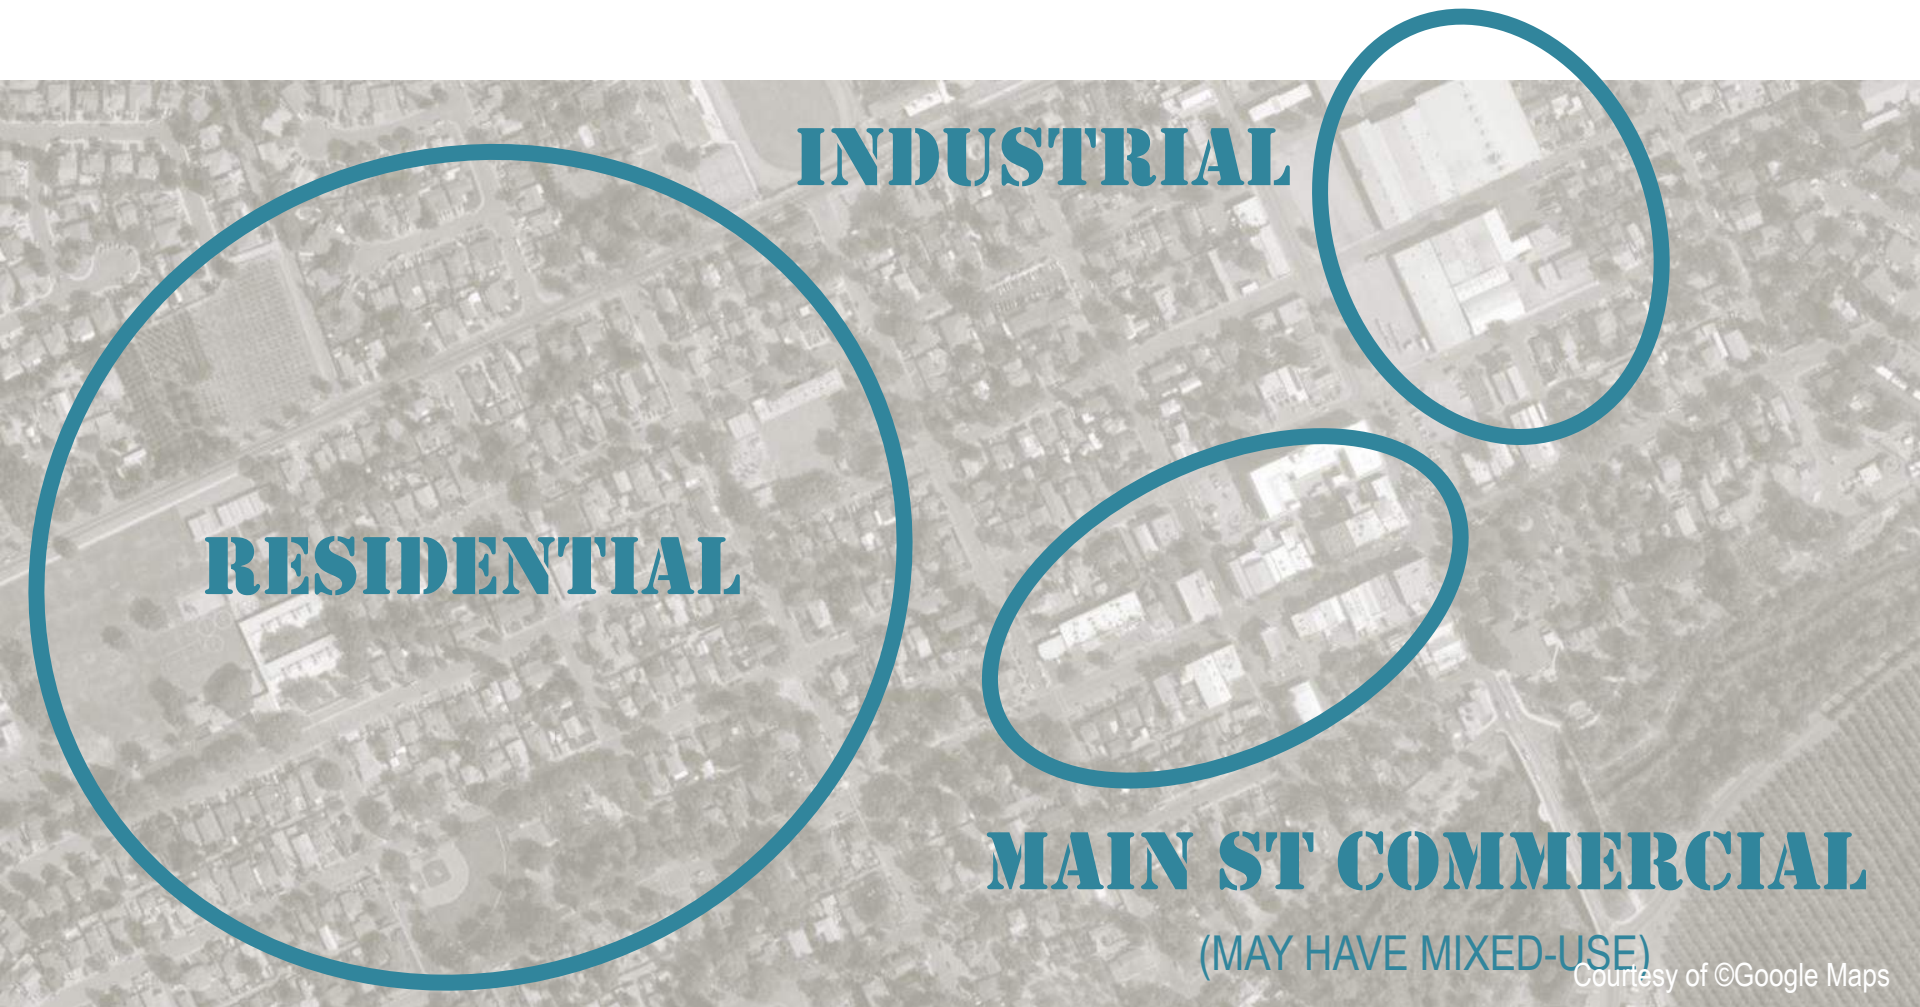 INDUSTRIAL
RESIDENTIAL
MAIN ST COMMERCIAL
(MAY HAVE MIXED-USE)
Courtesy of ©Google Maps